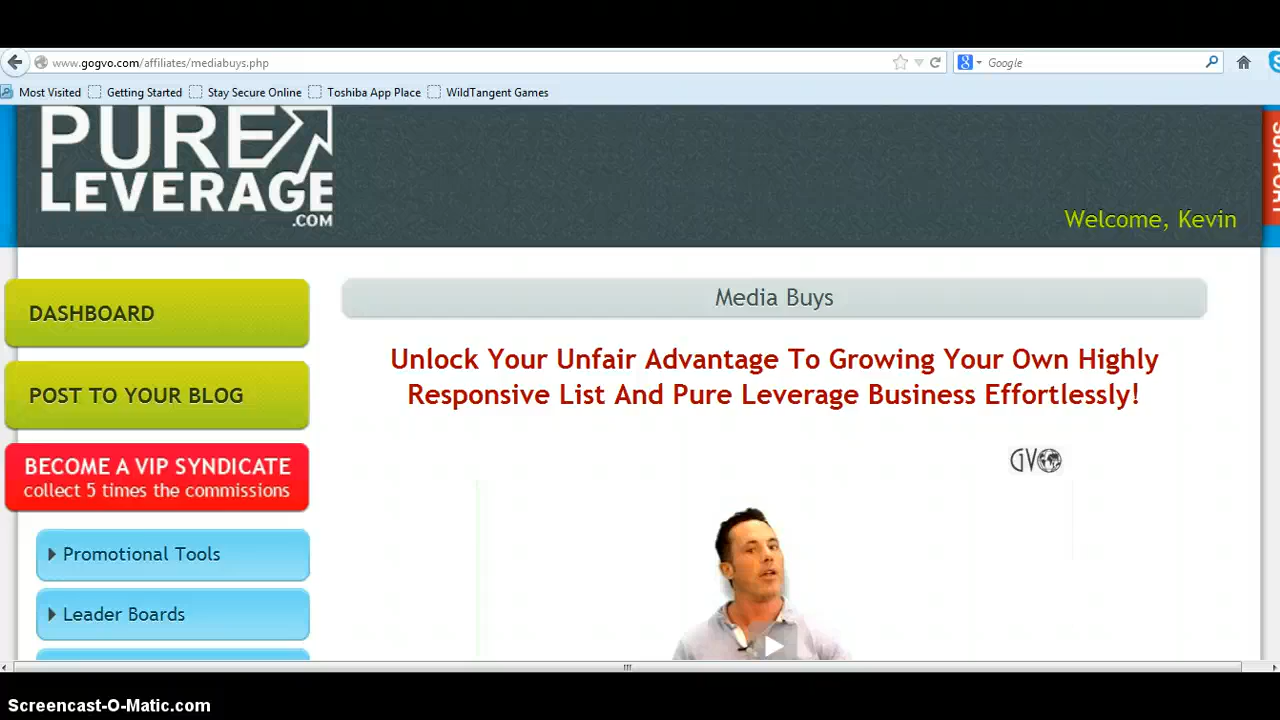 www.gogvo.com/affiliates/mediabuys.php
Google
Most Visited
Getting Started
Stay Secure Online
Toshiba App Place
WildTangent Games
PURE
LEVERAGE
.COM
SUPPORT
Welcome, Kevin
DASHBOARD
POST TO YOUR BLOG
BECOME A VIP SYNDICATE
collect 5 times the commissions
Promotional Tools
Leader Boards
Media Buys
Unlock Your Unfair Advantage To Growing Your Own Highly
Responsive List And Pure Leverage Business Effortlessly!
GVO
Screencast-O-Matic.com